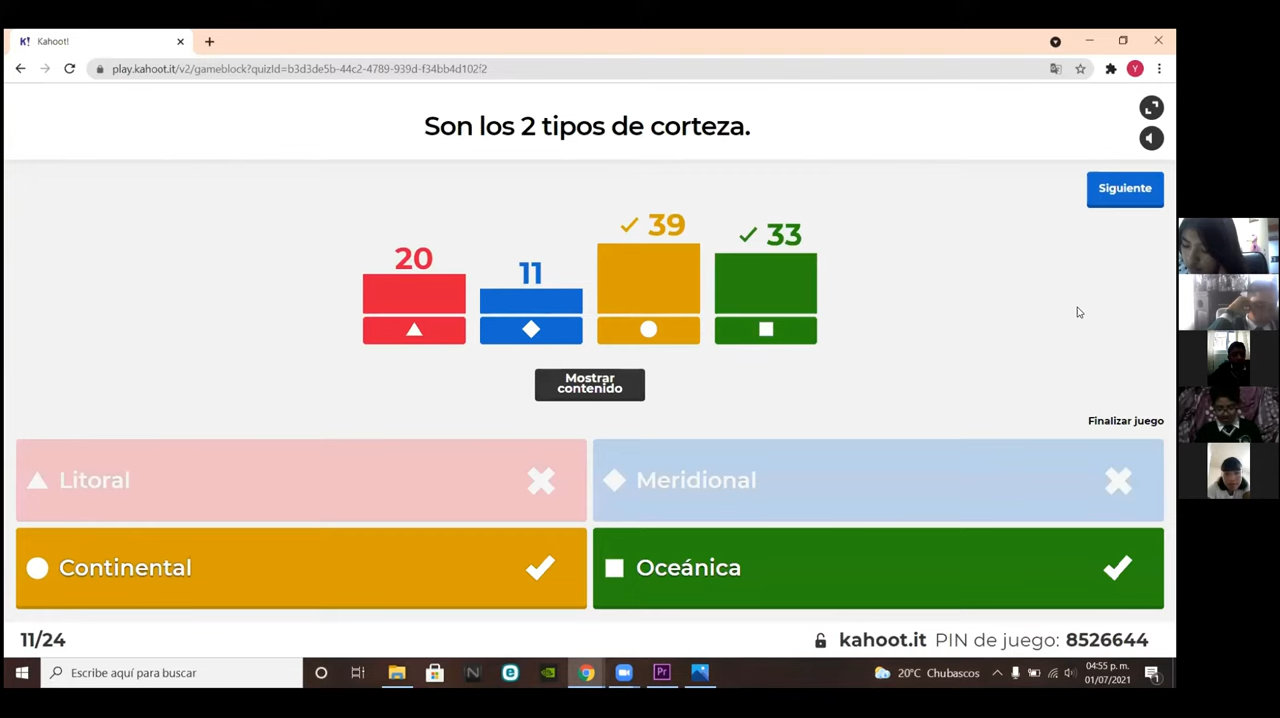 K! Kahoot!
play.kahoot.it/v2/gameblock?quizId=b3d3de5b-44c2-4789-939d-f34bb4d102f2
Y
Son los 2 tipos de corteza.
Siguiente
20
11
39
33
Mostrar
contenido
Finalizar juego
Litoral
Meridional
Continental
Oceánica
11/24
kahoot.it PIN de juego: 8526644
Escribe aquí para buscar
N
e
Pr
20°C Chubascos
04:55 p. m.
01/07/2021
1